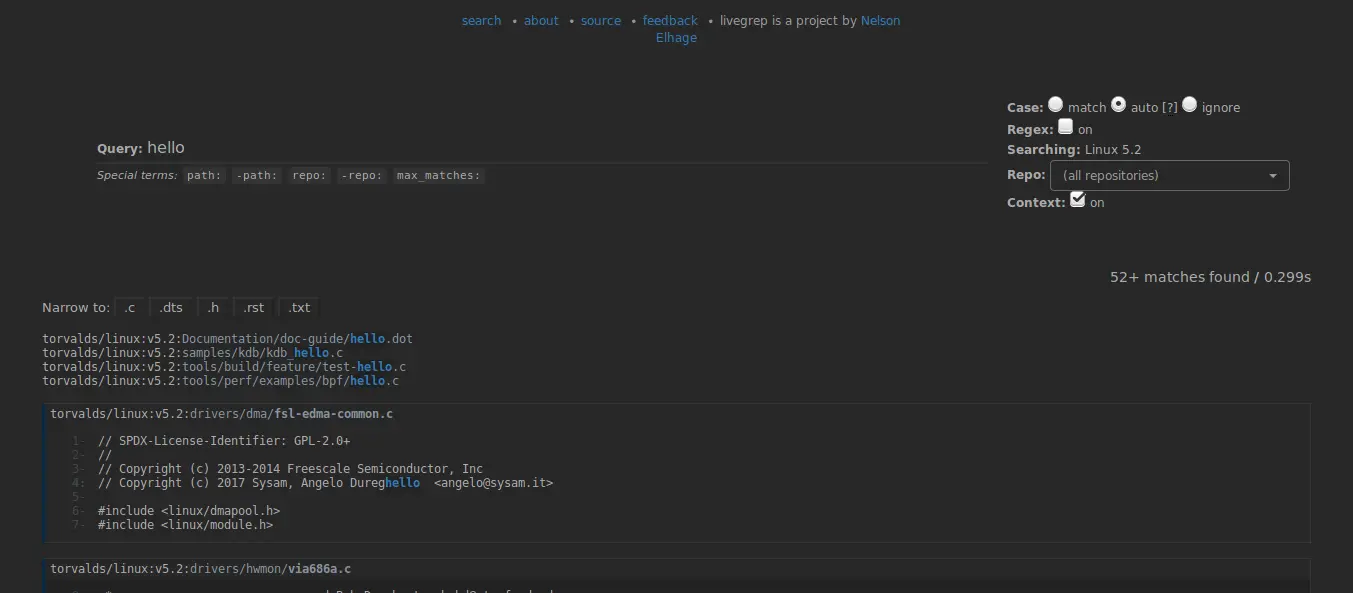 search • about • source • feedback • livegrep is a project by Nelson
Elhage
Case: match auto [?] ignore
Regex: on
Query: hello
Searching: Linux 5.2
Special terms: path: -path: repo: -repo: max_matches:
Repo: (all repositories)
Context: on
52+ matches found / 0.299s
Narrow to: .c .dts .h .rst .txt
torvalds/linux:v5.2:Documentation/doc-guide/hello.dot
torvalds/linux:v5.2:samples/kdb/kdb_hello.c
torvalds/linux:v5.2:tools/build/feature/test-hello.c
torvalds/linux:v5.2:tools/perf/examples/bpf/hello.c
torvalds/linux:v5.2:drivers/dma/fsl-edma-common.c
1- // SPDX-License-Identifier: GPL-2.0+
2- //
3- // Copyright (c) 2013-2014 Freescale Semiconductor, Inc
4: // Copyright (c) 2017 Sysam, Angelo Dureghello <angelo@sysam.it>
5-
6- #include <linux/dmapool.h>
7- #include <linux/module.h>
torvalds/linux:v5.2:drivers/hwmon/via686a.c